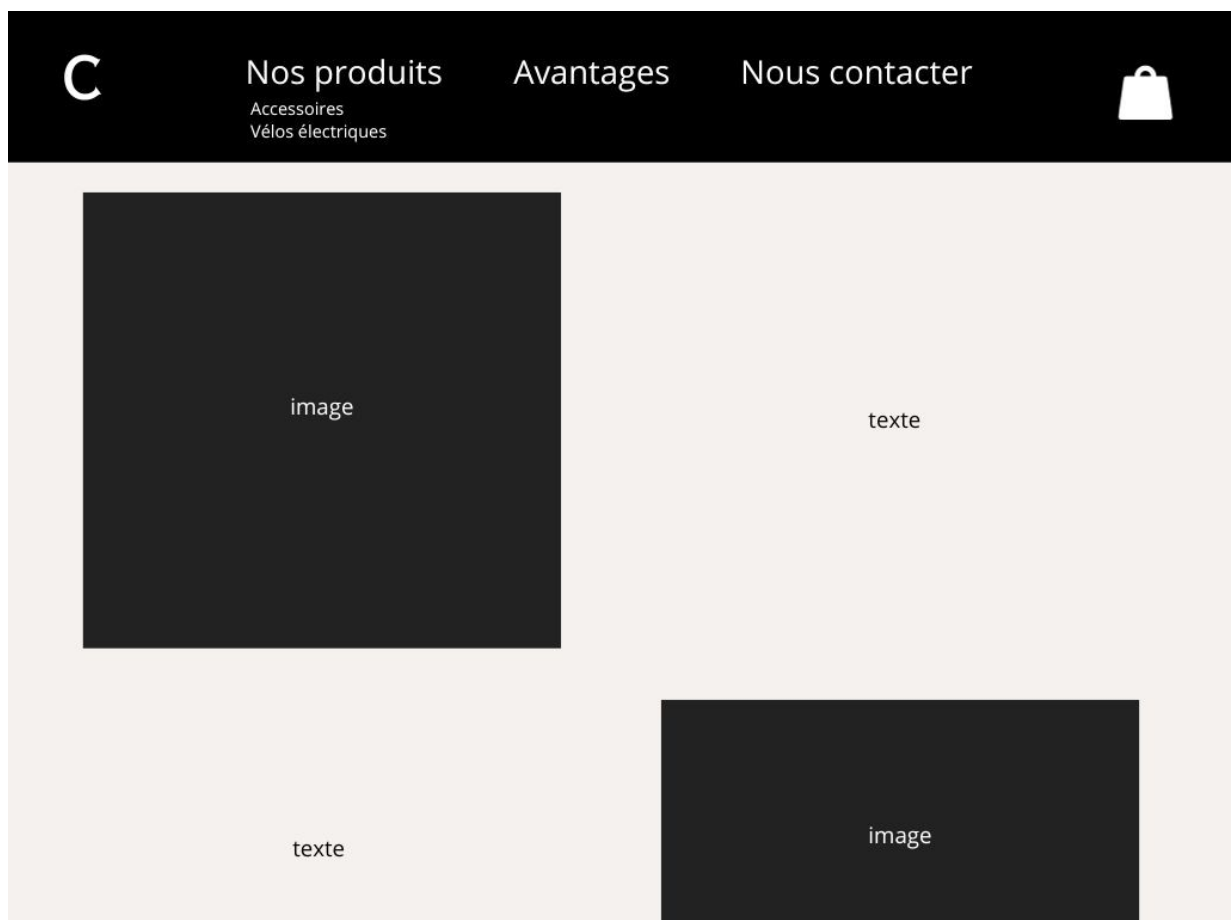 C
Nos produits
Avantages
Nous contacter
Accessoires
Vélos électriques
image
texte
texte
image